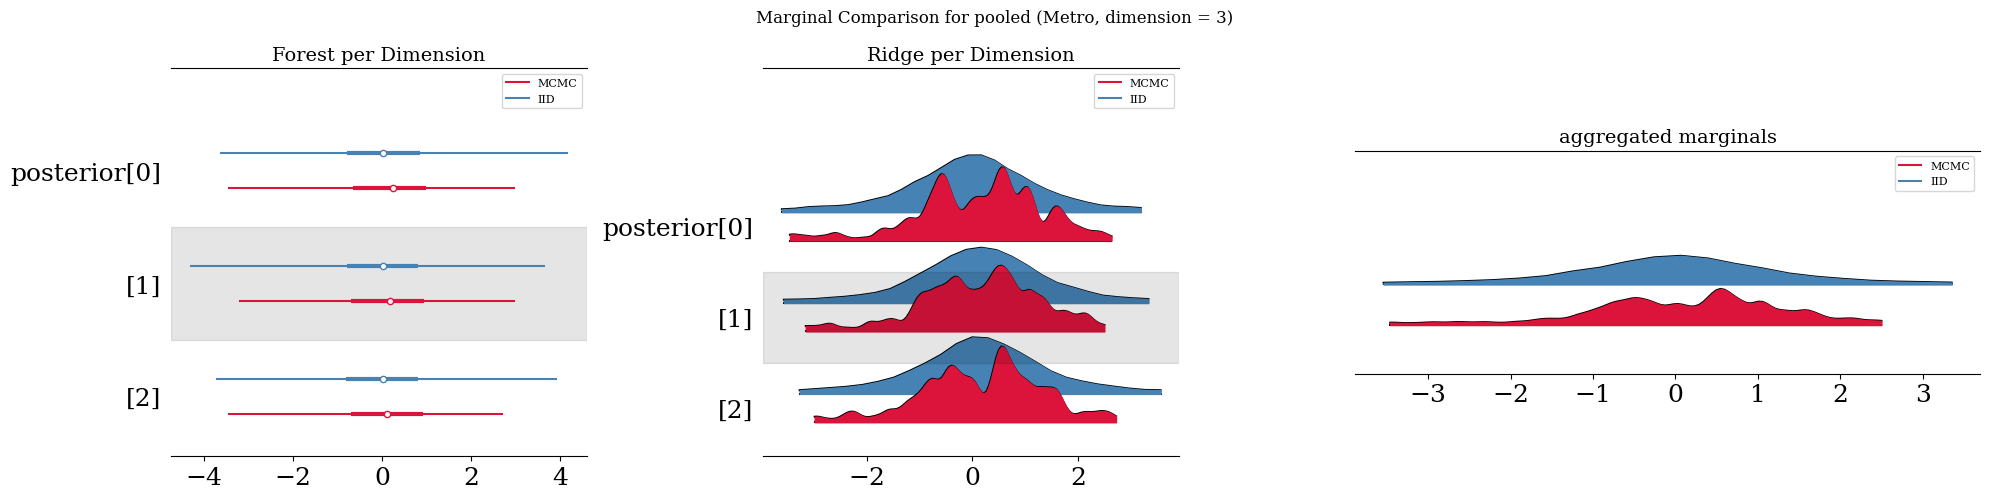 Marginal Comparison for pooled (Metro, dimension = 3)
Forest per Dimension
MCMC
IID
posterior[0]
[1]
[2]
−4 −2 0 2 4
Ridge per Dimension
MCMC
IID
posterior[0]
[1]
[2]
−2 0 2
aggregated marginals
MCMC
IID
−3 −2 −1 0 1 2 3